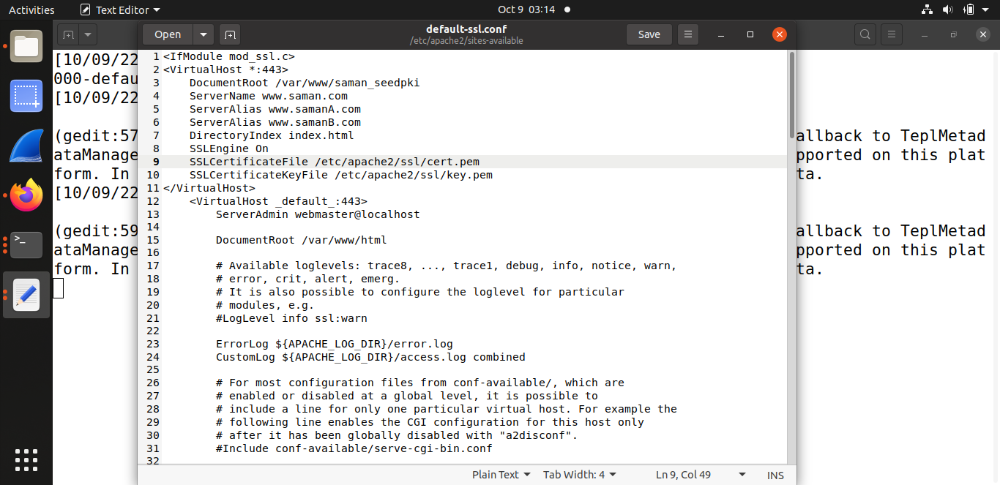 Activities Text Editor Oct 9 03:14
Open default-ssl.conf Save
/etc/apache2/sites-available
[10/09/22
000-defau
[10/09/22
(gedit:57 allback to TeplMetad
ataManage pported on this plat
form. In ta.
[10/09/22
(gedit:59 allback to TeplMetad
ataManage pported on this plat
form. In ta.
>_
1 <IfModule mod_ssl.c>
2 <VirtualHost *:443>
3 DocumentRoot /var/www/saman_seedpki
4 ServerName www.saman.com
5 ServerAlias www.samanA.com
6 ServerAlias www.samanB.com
7 DirectoryIndex index.html
8 SSLEngine On
9 SSLCertificateFile /etc/apache2/ssl/cert.pem
10 SSLCertificateKeyFile /etc/apache2/ssl/key.pem
11 </VirtualHost>
12 <VirtualHost _default_:443>
13 ServerAdmin webmaster@localhost
14
15 DocumentRoot /var/www/html
16
17 # Available loglevels: trace8, ..., trace1, debug, info, notice, warn,
18 # error, crit, alert, emerg.
19 # It is also possible to configure the loglevel for particular
20 # modules, e.g.
21 #LogLevel info ssl:warn
22
23 ErrorLog ${APACHE_LOG_DIR}/error.log
24 CustomLog ${APACHE_LOG_DIR}/access.log combined
25
26 # For most configuration files from conf-available/, which are
27 # enabled or disabled at a global level, it is possible to
28 # include a line for only one particular virtual host. For example the
29 # following line enables the CGI configuration for this host only
30 # after it has been globally disabled with "a2disconf".
31 #Include conf-available/serve-cgi-bin.conf
32
Plain Text Tab Width: 4 Ln 9, Col 49 INS